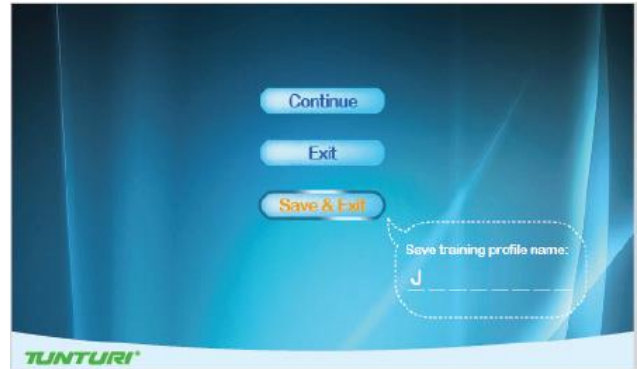 Continue
Exit
Save & Exit
Save training profile name:
J _ _ _ _ _ _ _
TUNTURI®